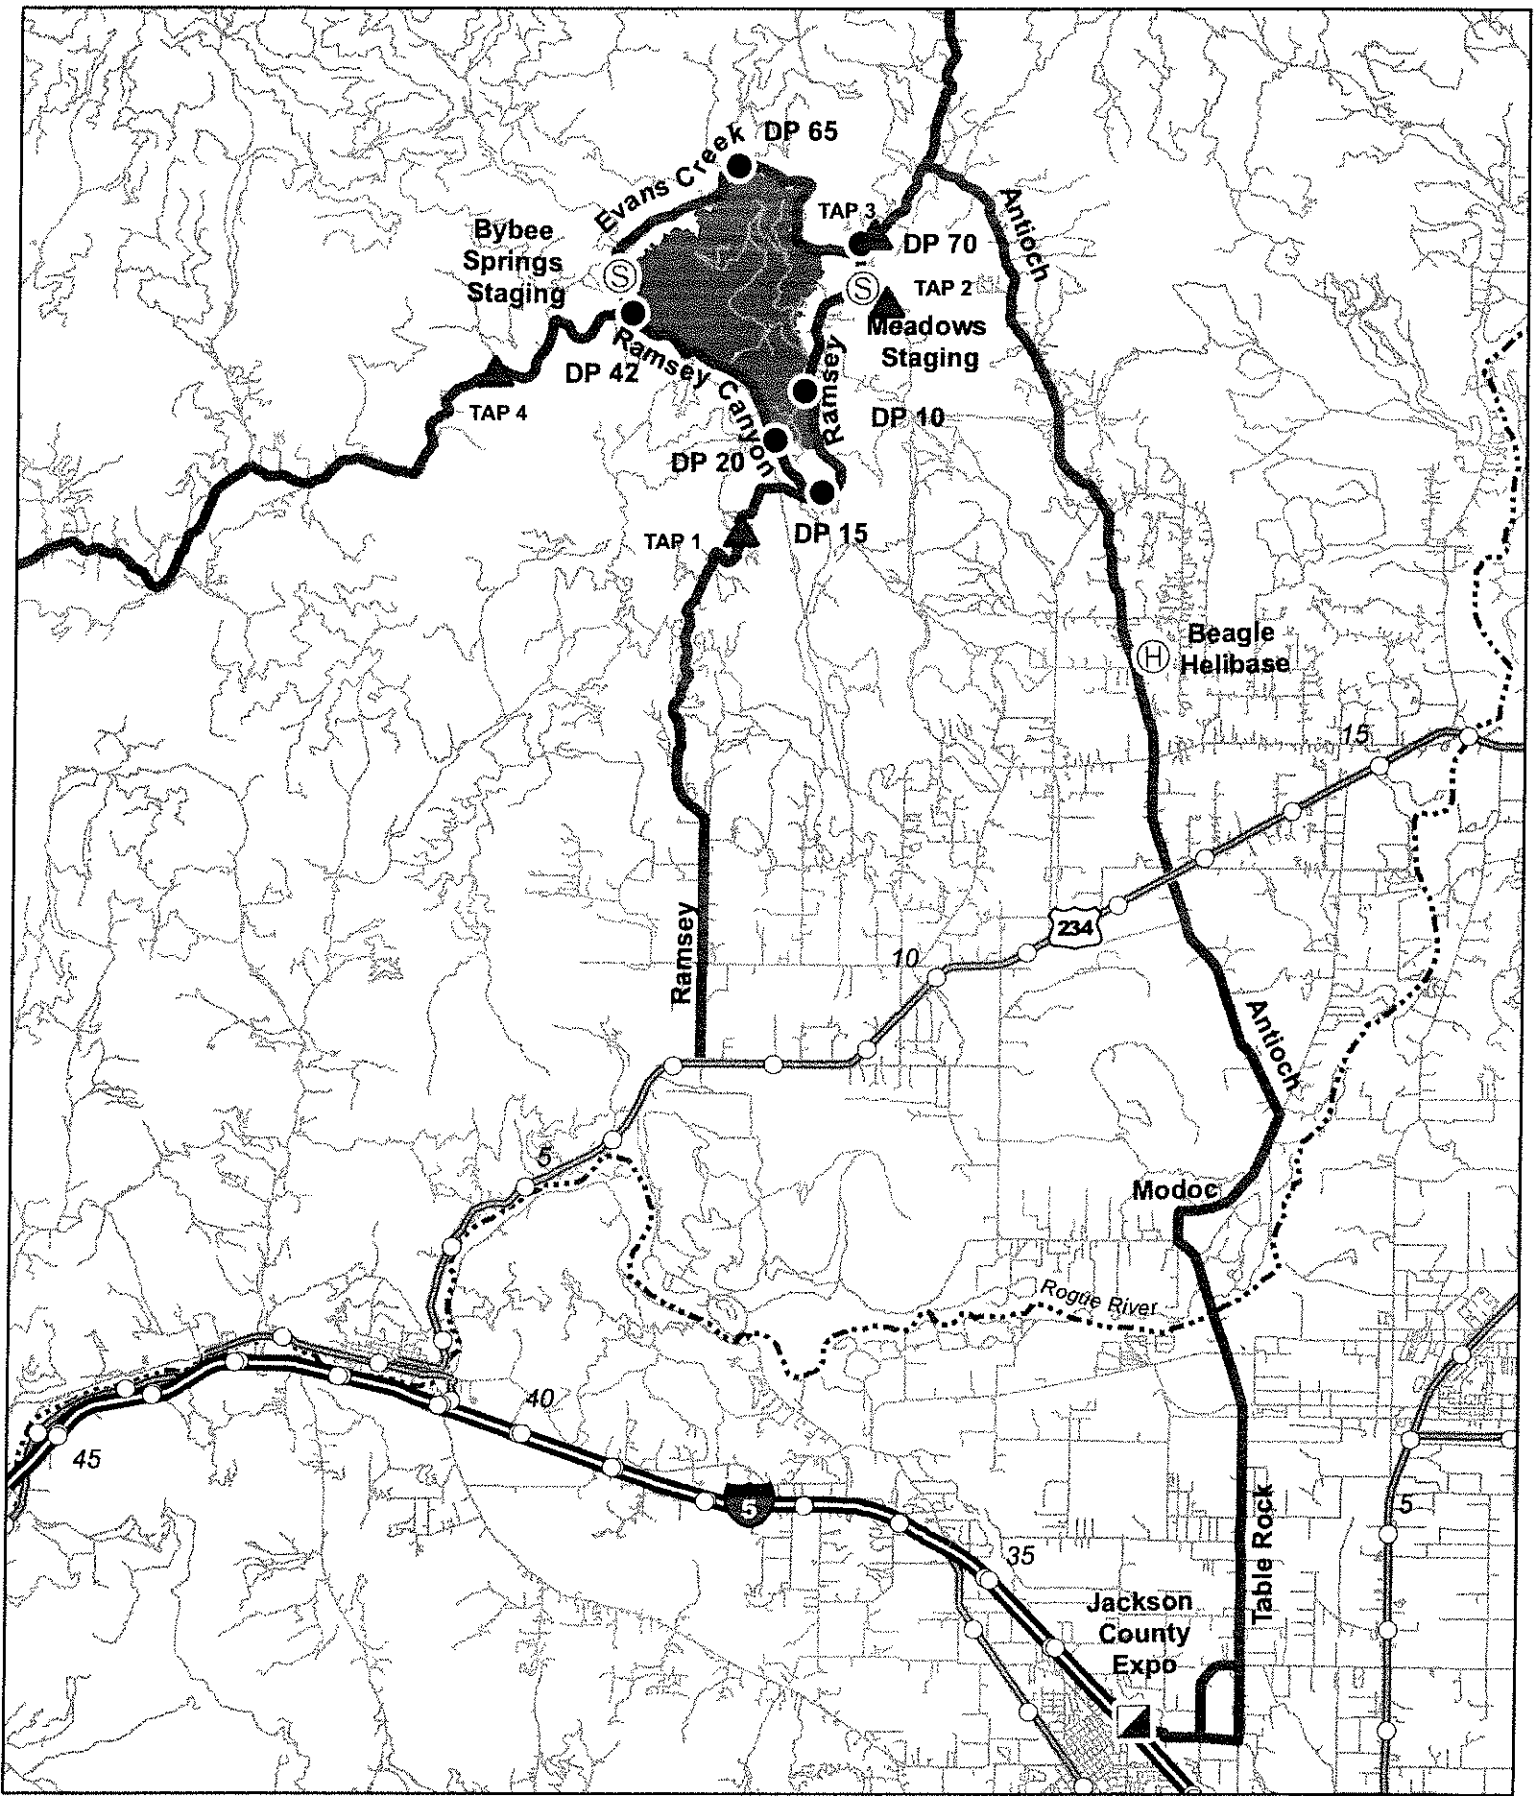 DP 65
Evans Creek
Antioch
TAP 3
Bybee
Springs
Staging
DP 70
S
S
TAP 2
Meadows
Staging
Ramsey Canyon
DP 42
Ramsey
TAP 4
DP 10
DP 20
DP 15
TAP 1
H
Beagle
Helibase
15
234
Ramsey
10
Antioch
5
Modoc
Rogue River
40
45
5
5
35
Table Rock
Jackson
County
Expo